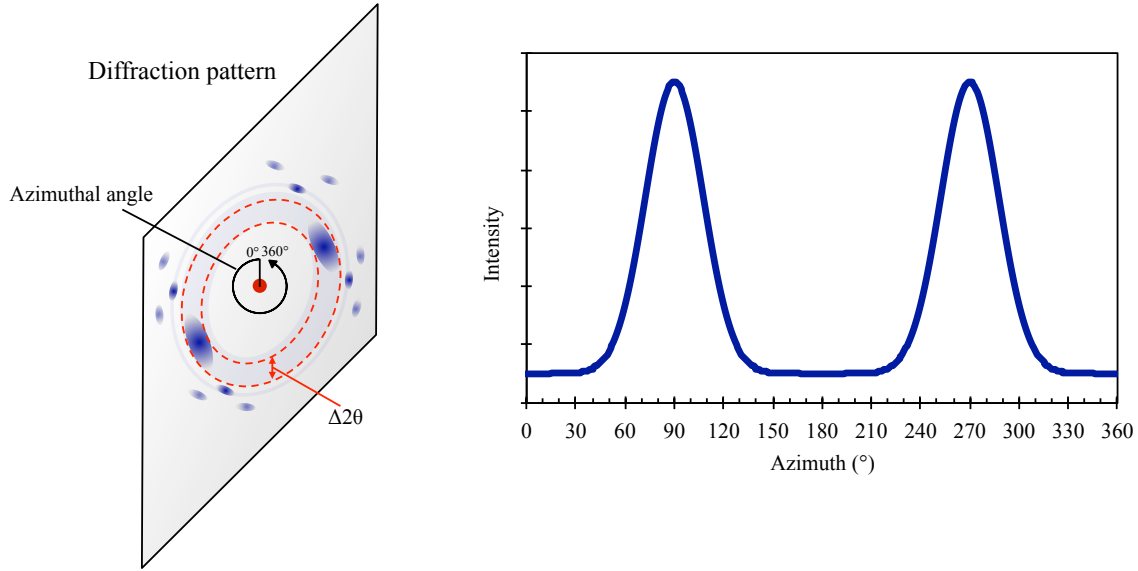 Diffraction pattern
Azimuthal angle
0° 360°
Δ2θ
Intensity
0 30 60 90 120 150 180 210 240 270 300 330 360
Azimuth (°)